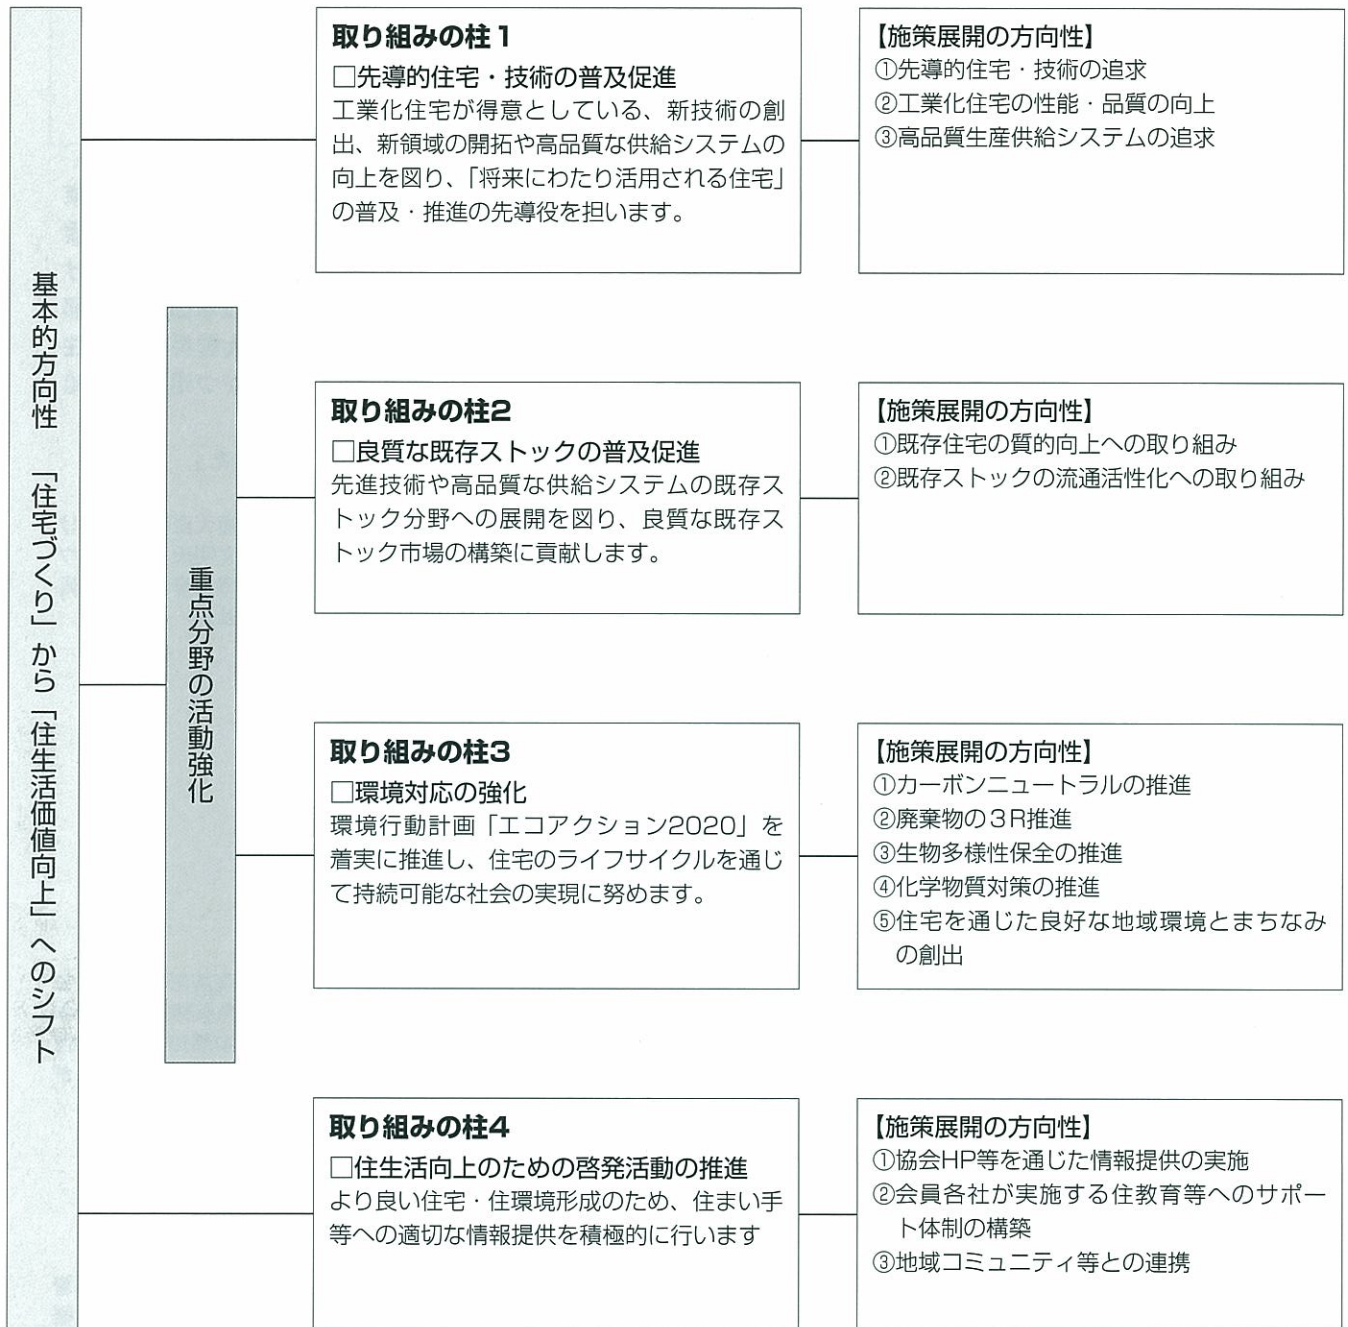 基本的方向性 「住宅づくり」から「住生活価値向上」へのシフト
重点分野の活動強化
取り組みの柱1
□先導的住宅・技術の普及促進
工業化住宅が得意としている、新技術の創
出、新領域の開拓や高品質な供給システムの
向上を図り、「将来にわたり活用される住宅」
の普及・推進の先導役を担います。
【施策展開の方向性】
①先導的住宅・技術の追求
②工業化住宅の性能・品質の向上
③高品質生産供給システムの追求
取り組みの柱2
□良質な既存ストックの普及促進
先進技術や高品質な供給システムの既存ス
トック分野への展開を図り、良質な既存ス
トック市場の構築に貢献します。
【施策展開の方向性】
①既存住宅の質的向上への取り組み
②既存ストックの流通活性化への取り組み
取り組みの柱3
□環境対応の強化
環境行動計画「エコアクション2020」を
着実に推進し、住宅のライフサイクルを通じ
て持続可能な社会の実現に努めます。
【施策展開の方向性】
①カーボンニュートラルの推進
②廃棄物の3R推進
③生物多様性保全の推進
④化学物質対策の推進
⑤住宅を通じた良好な地域環境とまちなみ
の創出
取り組みの柱4
□住生活向上のための啓発活動の推進
より良い住宅・住環境形成のため、住まい手
等への適切な情報提供を積極的に行います
【施策展開の方向性】
①協会HP等を通じた情報提供の実施
②会員各社が実施する住教育等へのサポー
ト体制の構築
③地域コミュニティ等との連携